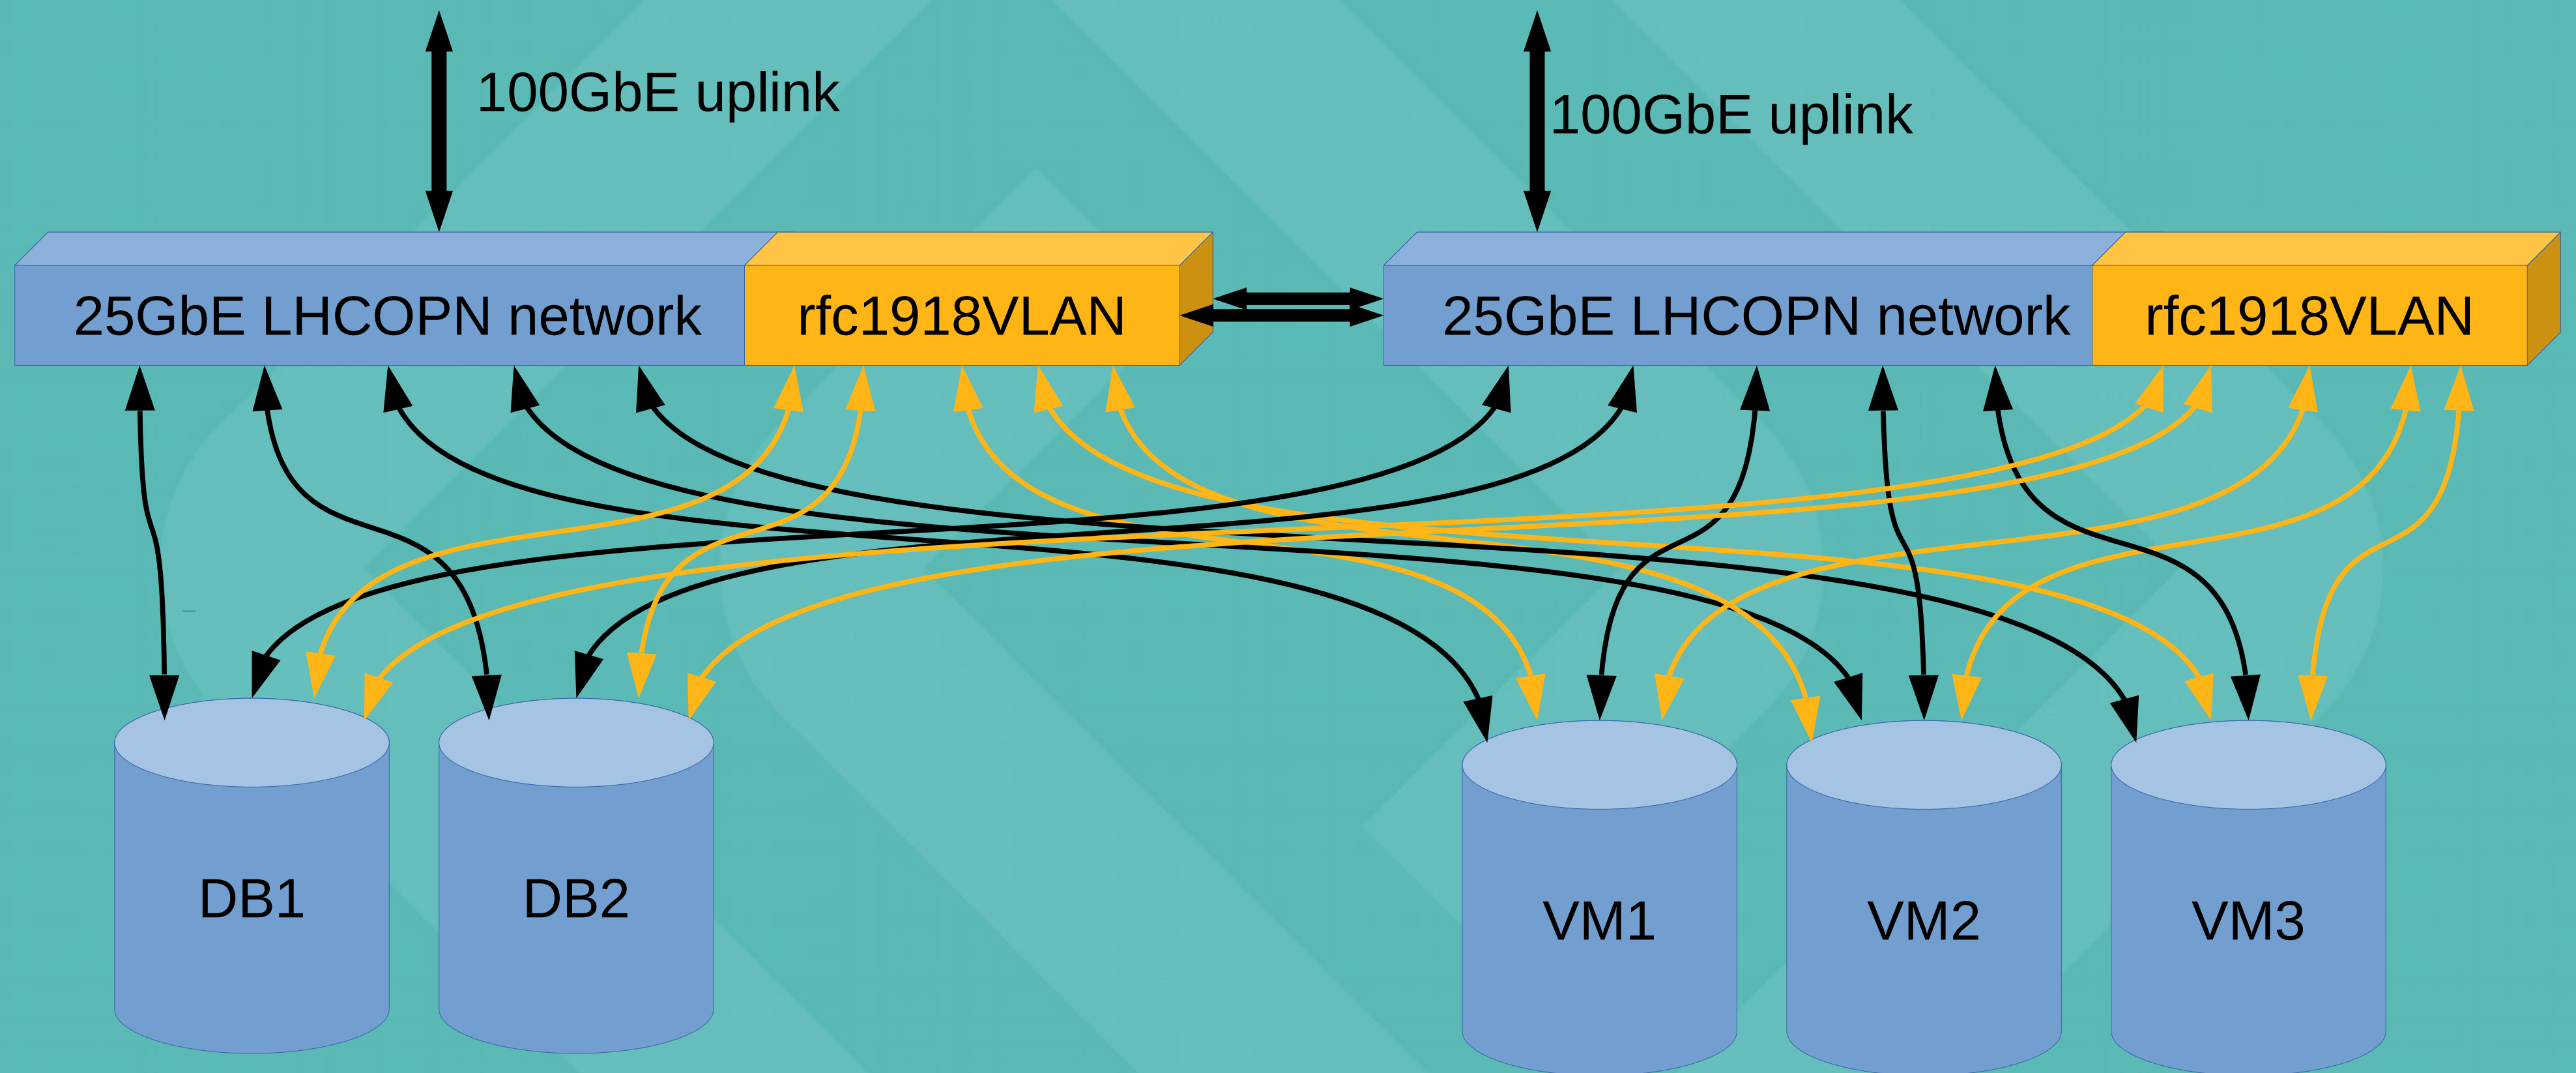 100GbE uplink
100GbE uplink
25GbE LHCOPN network
rfc1918VLAN
25GbE LHCOPN network
rfc1918VLAN
DB1
DB2
VM1
VM2
VM3